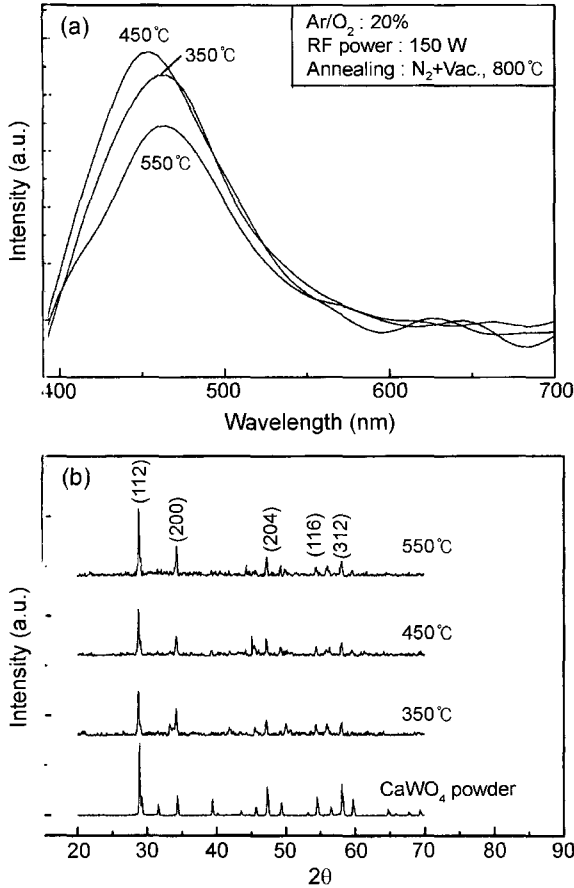 (a)
450℃
350℃
550℃
Ar/O₂ : 20%
RF power : 150 W
Annealing : N₂+Vac., 800℃
Intensity (a.u.)
400 500 600 700
Wavelength (nm)
(b)
(112)
(200)
(204)
(116)
(312)
550℃
450℃
350℃
CaWO₄ powder
Intensity (a.u.)
20 30 40 50 60 70 80 90
2θ